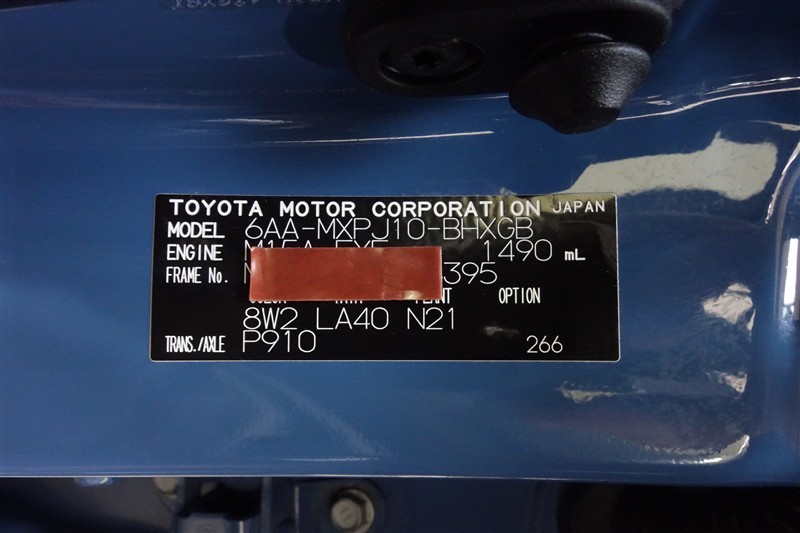 TOYOTA MOTOR CORPORATION JAPAN
MODEL 6AA-MXPJ10-BHXGB
ENGINE 1490 mL
FRAME No. 395
OPTION
8W2 LA40 N21
TRANS./AXLE P910 266